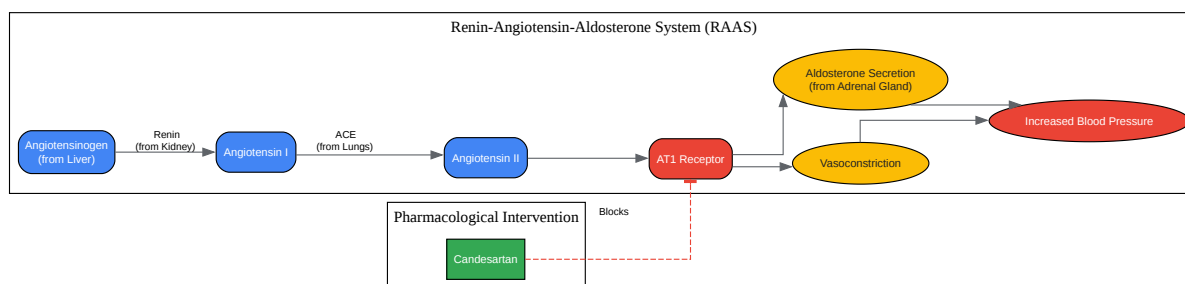 Renin-Angiotensin-Aldosterone System (RAAS)
Aldosterone Secretion
(from Adrenal Gland)
Increased Blood Pressure
Angiotensinogen
(from Liver)
Renin
(from Kidney)
Angiotensin I
ACE
(from Lungs)
Angiotensin II
AT1 Receptor
Vasoconstriction
Pharmacological Intervention
Blocks
Candesartan